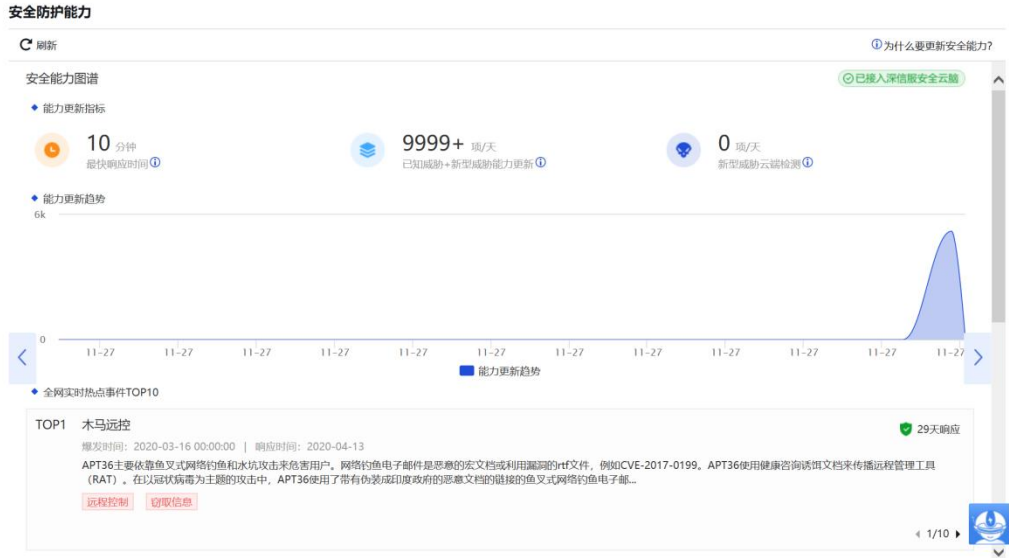 安全防护能力
刷新 为什么要更新安全能力?
安全能力图谱 已接入深信服安全云脑
能力更新指标
10 分钟 9999+ 项/天 0 项/天
最快响应时间 已知威胁+新型威胁能力更新 新型威胁云端检测
能力更新趋势
6k
0
11-27 11-27 11-27 11-27 11-27 11-27 11-27 11-27 11-27 11-27 11-27 11-27
能力更新趋势
全网实时热点事件TOP10
TOP1 木马远控 29天响应
爆发时间：2020-03-16 00:00:00 | 响应时间：2020-04-13
APT36主要依靠鱼叉式网络钓鱼和水坑攻击来危害用户。网络钓鱼电子邮件是恶意的宏文档或利用漏洞的rtf文件，例如CVE-2017-0199。APT36使用健康咨询诱饵文档来传播远程管理工具
（RAT）。在以冠状病毒为主题的攻击中，APT36使用了带有伪装成印度政府的恶意文档的链接的鱼叉式网络钓鱼电子邮...
远程控制 窃取信息
1/10